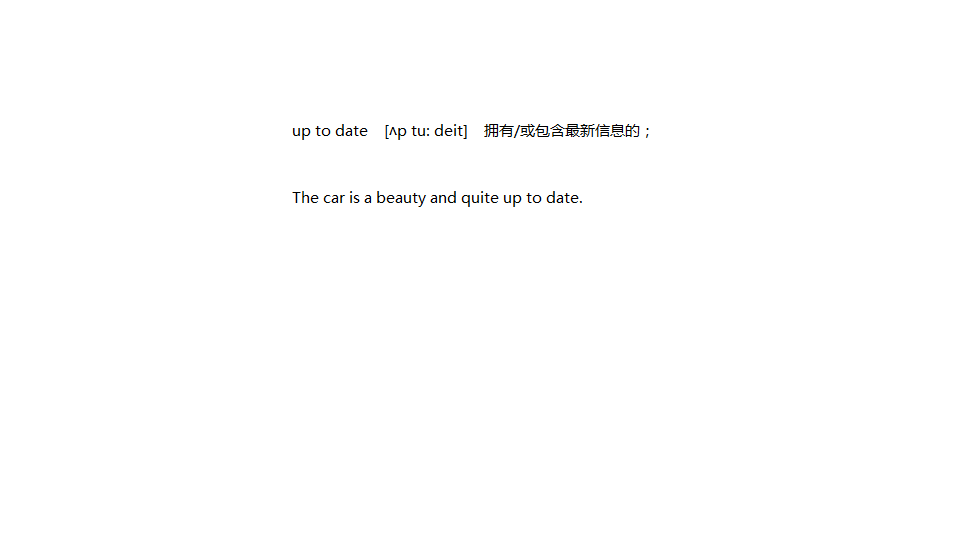 up to date [ʌp tu: deit] 拥有/或包含最新信息的；
The car is a beauty and quite up to date.